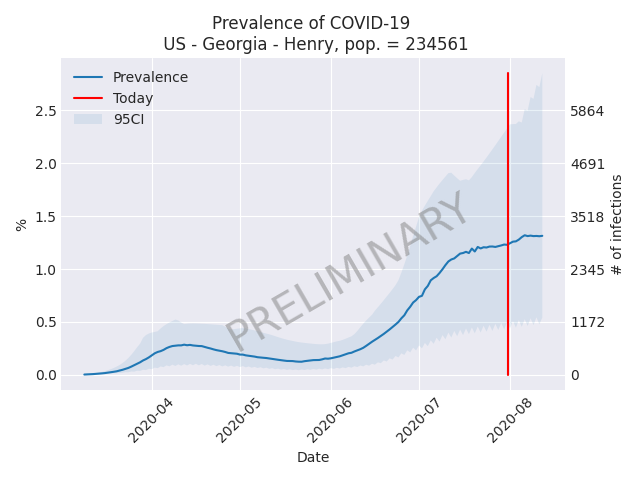 Prevalence of COVID-19
US - Georgia - Henry, pop. = 234561
Prevalence
Today
95CI
%
2.5
2.0
1.5
1.0
0.5
0.0
5864
4691
3518
2345
1172
0
# of infections
PRELIMINARY
2020-04
2020-05
2020-06
2020-07
2020-08
Date